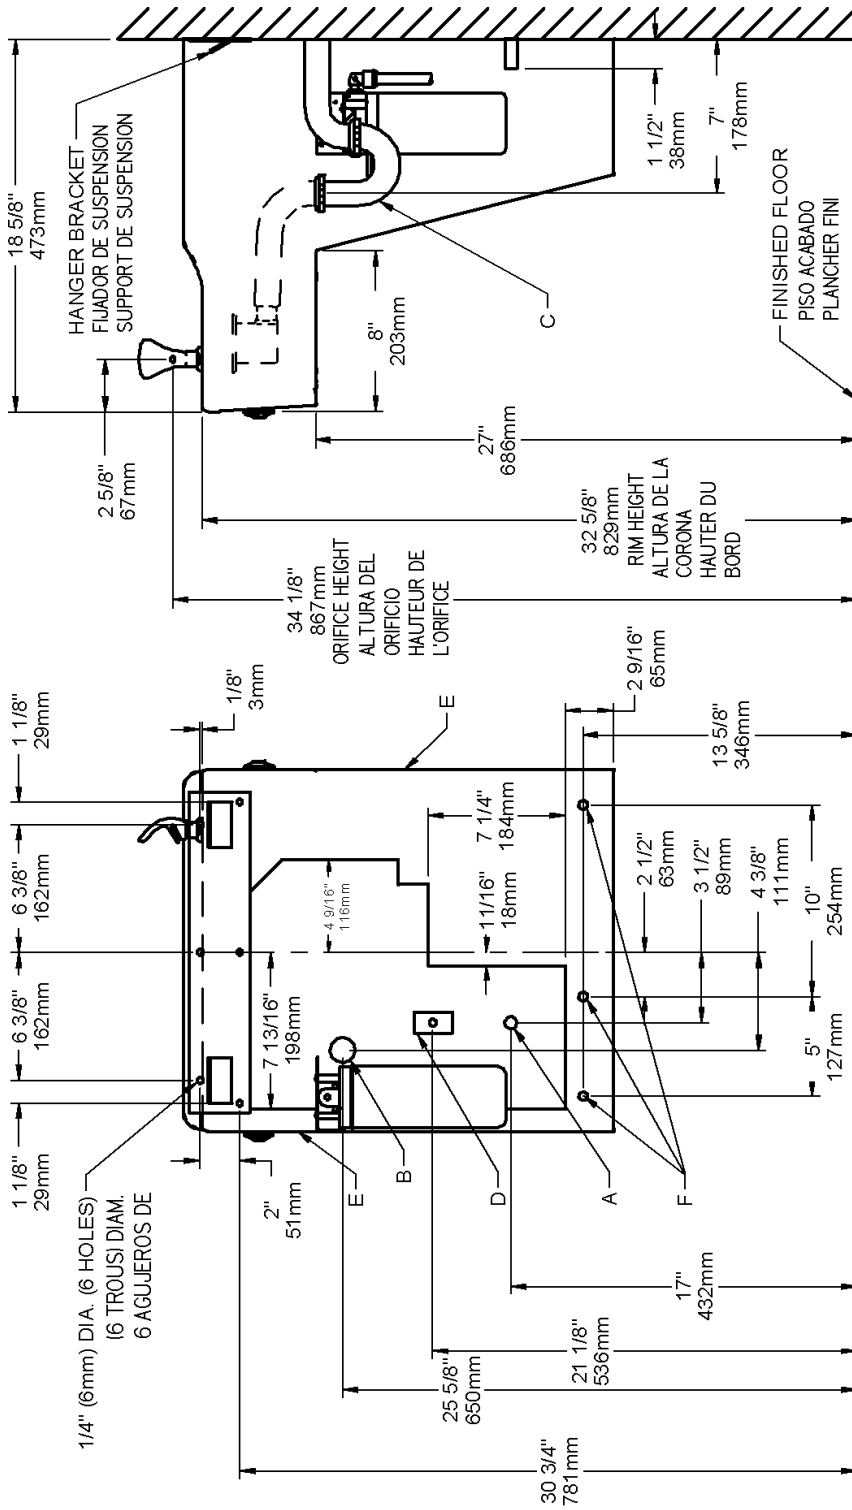 1 1/8"
29mm
6 3/8"
162mm
6 3/8"
162mm
1 1/8"
29mm
1/4" (6mm) DIA. (6 HOLES)
(6 TROUSI DIAM.
6 AGUJEROS DE
1/8"
3mm
2"
51mm
7 13/16"
198mm
4 9/16"
116mm
7 1/4"
184mm
11/16"
18mm
E
E
B
D
A
F
2 9/16"
65mm
13 5/8"
346mm
2 1/2"
63mm
3 1/2"
89mm
4 3/8"
111mm
10"
254mm
5"
127mm
17"
432mm
21 1/8"
536mm
25 5/8"
650mm
30 3/4"
781mm
18 5/8"
473mm
HANGER BRACKET
FIJADOR DE SUSPENSION
SUPPORT DE SUSPENSION
2 5/8"
67mm
8"
203mm
C
1 1/2"
38mm
7"
178mm
27"
686mm
32 5/8"
829mm
RIM HEIGHT
ALTURA DE LA
CORONA
HAUTER DU
BORD
34 1/8"
867mm
ORIFICE HEIGHT
ALTURA DEL
ORIFICIO
HAUTEUR DE
L'ORIFICE
FINISHED FLOOR
PISO ACABADO
PLANCHER FINI